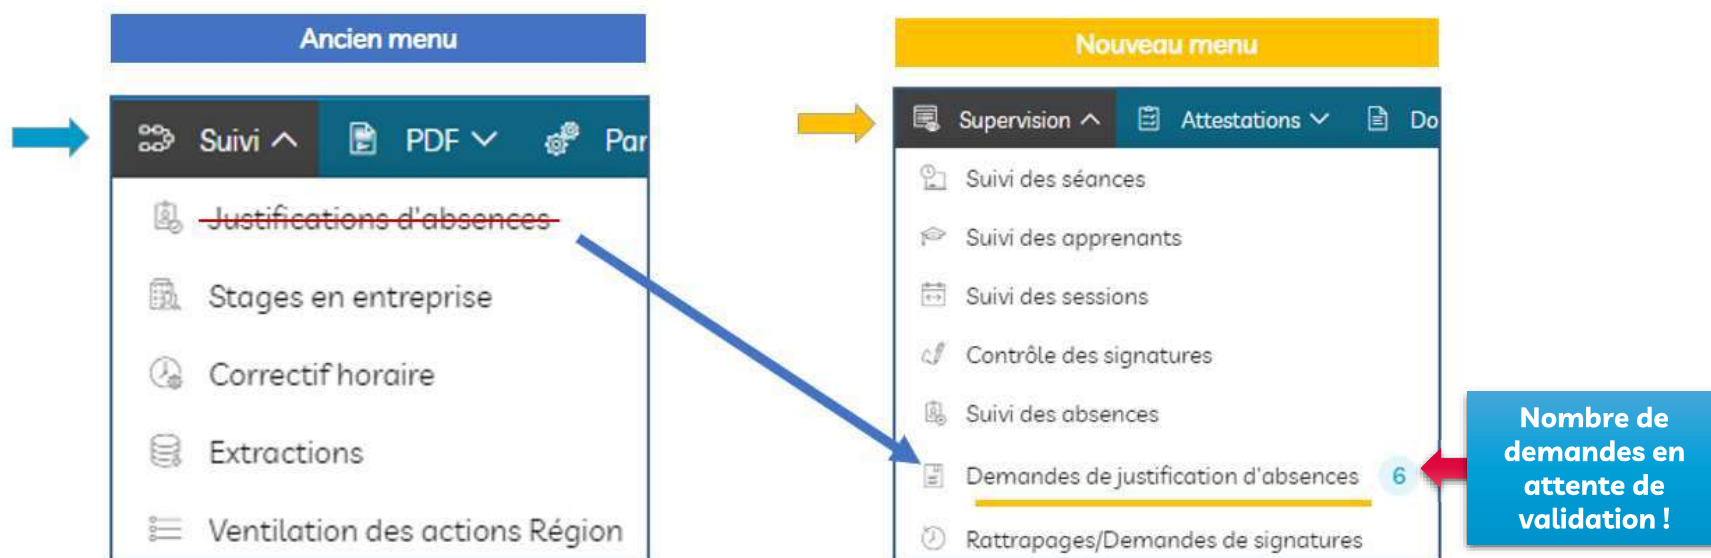 Ancien menu
Suivi
PDF
Par
Justifications d'absences
Stages en entreprise
Correctif horaire
Extractions
Ventilation des actions Région
Nouveau menu
Supervision
Attestations
Do
Suivi des séances
Suivi des apprenants
Suivi des sessions
Contrôle des signatures
Suivi des absences
Demandes de justification d'absences 6
Rattrapages/Demandes de signatures
Nombre de
demandes en
attente de
validation !